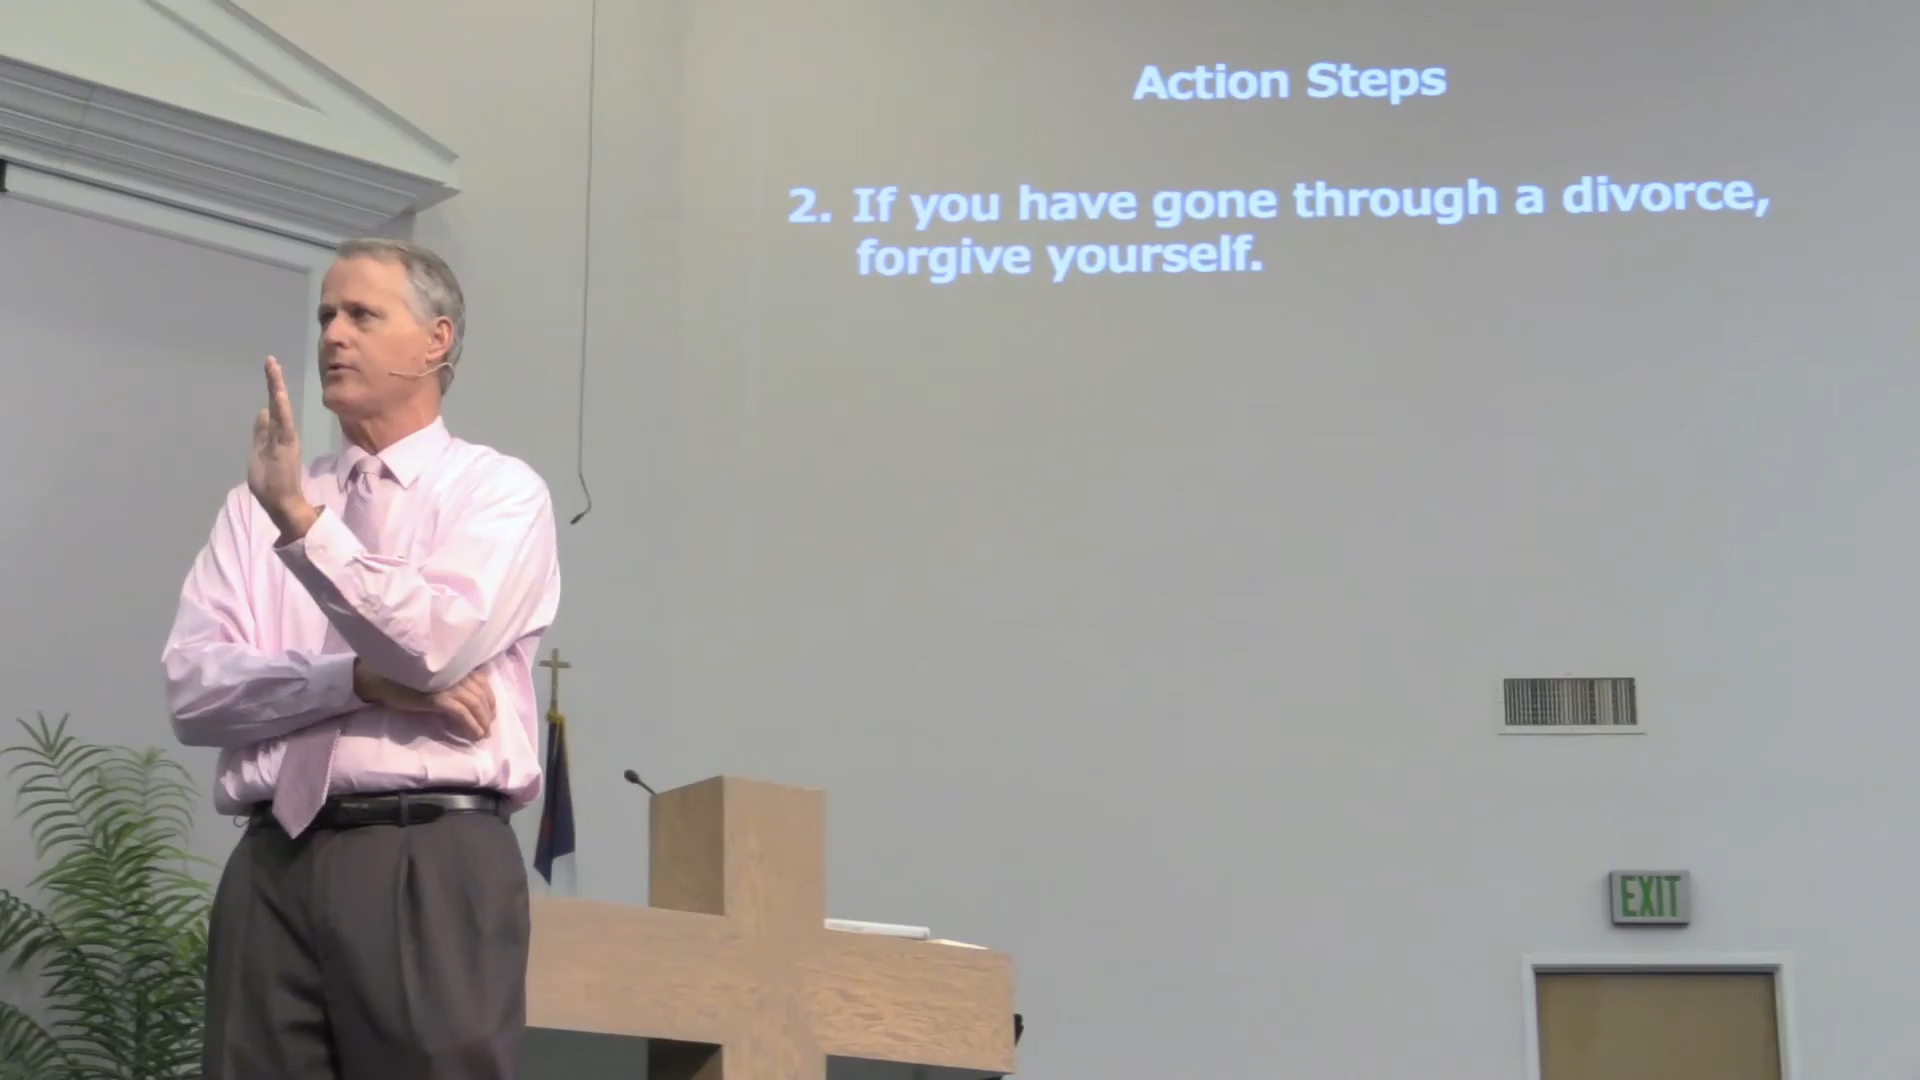 Action Steps
2. If you have gone through a divorce,
forgive yourself.
EXIT